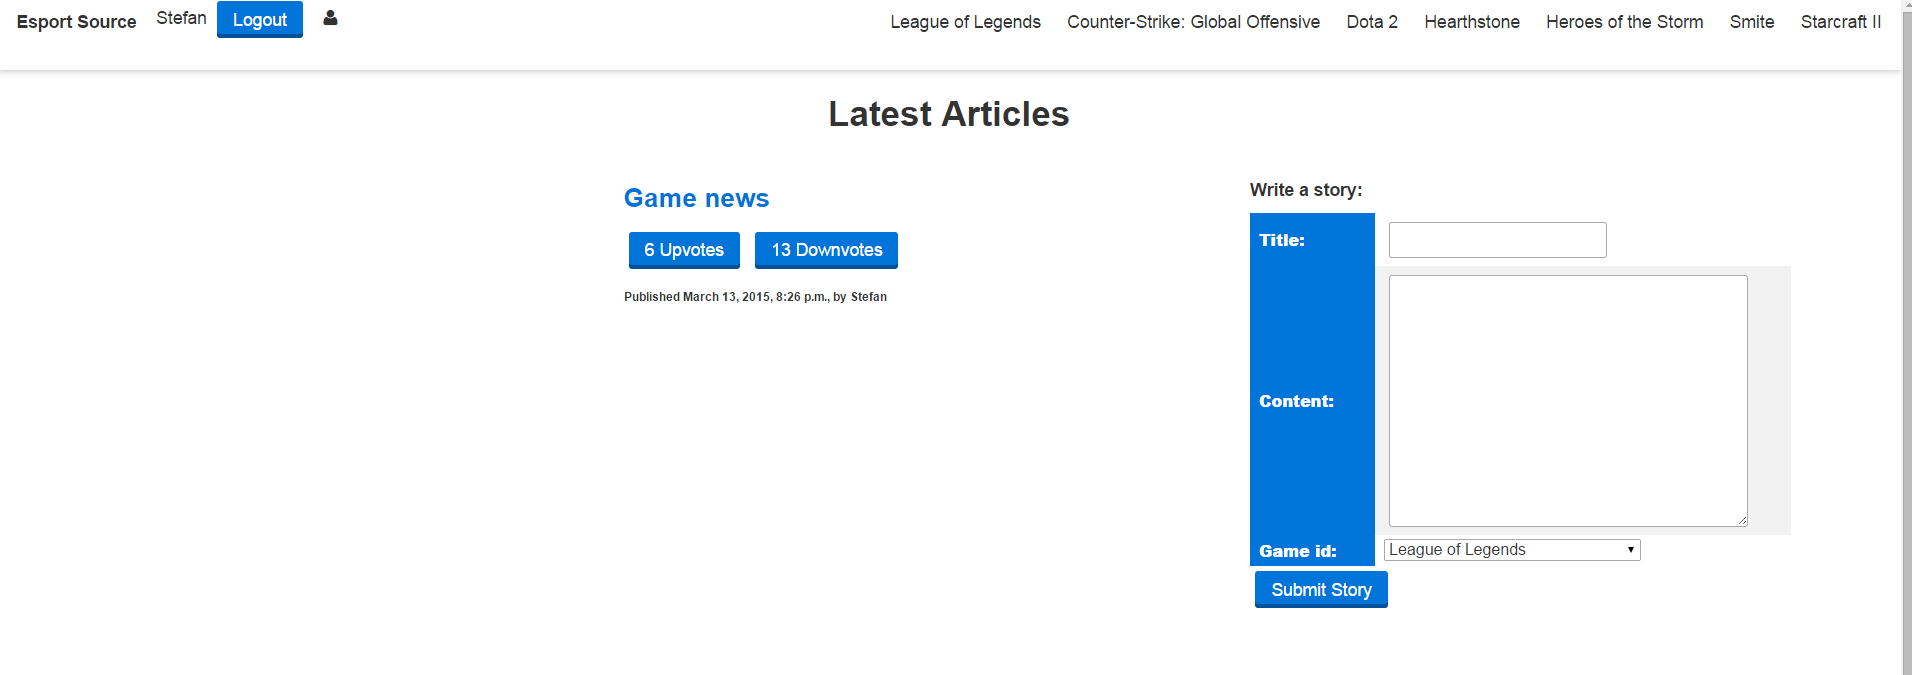 Esport Source Stefan Logout League of Legends Counter-Strike: Global Offensive Dota 2 Hearthstone Heroes of the Storm Smite Starcraft II
Latest Articles
Game news
6 Upvotes 13 Downvotes
Published March 13, 2015, 8:26 p.m., by Stefan
Write a story:
Title:
Content:
Game id: League of Legends
Submit Story